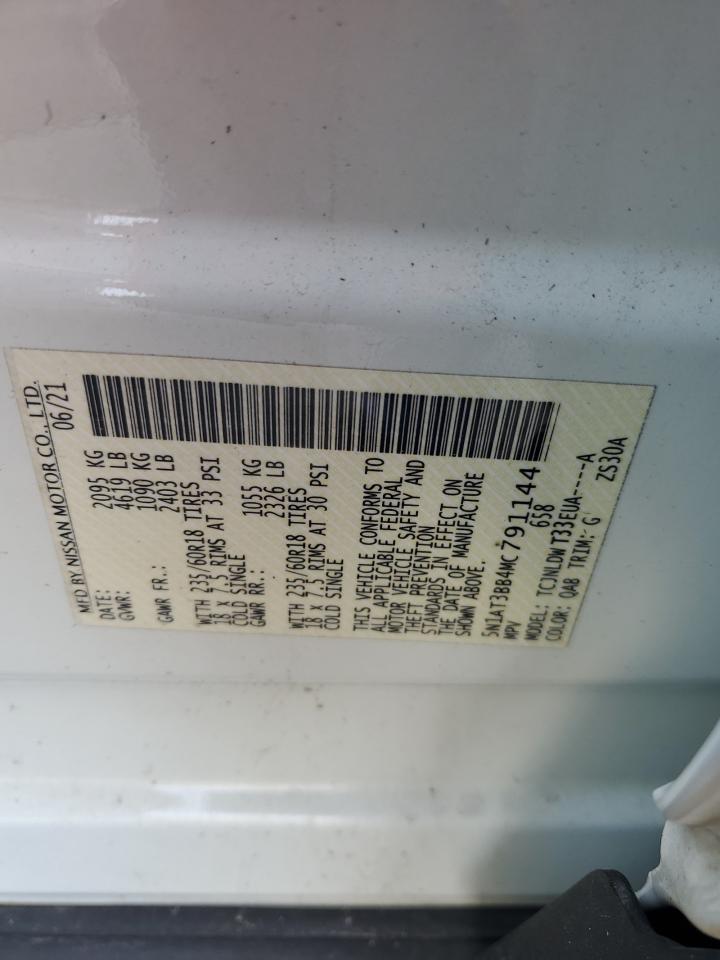 MFD BY NISSAN MOTOR CO., LTD.
DATE: 06/21
GVWR: 2095 KG
4619 LB
GAWR FR.: 1090 KG
2403 LB
WITH 235/60R18 TIRES
18 x 7.5 RIMS AT 33 PSI
COLD SINGLE
GAWR RR.: 1055 KG
2326 LB
WITH 235/60R18 TIRES
18 x 7.5 RIMS AT 30 PSI
COLD SINGLE
THIS VEHICLE CONFORMS TO
ALL APPLICABLE FEDERAL
MOTOR VEHICLE SAFETY AND
THEFT PREVENTION
STANDARDS IN EFFECT ON
THE DATE OF MANUFACTURE
SHOWN ABOVE.
5N1AT3BB4MC791144
MPV 658
MODEL: TCJNLDWT33EUA----A
COLOR: QAB TRIM: G ZS30A